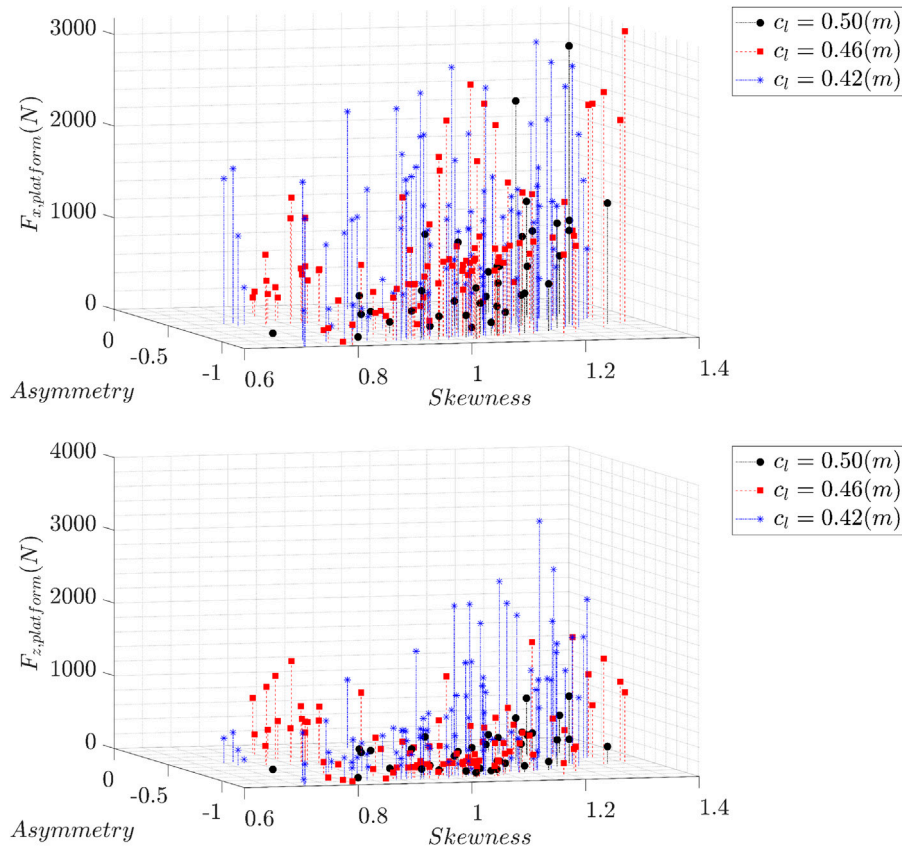 3000
2000
1000
0
F_{x,platform}(N)
0
-0.5
-1
Asymmetry
0.6
0.8
1
1.2
1.4
Skewness
c_l = 0.50(m)
c_l = 0.46(m)
c_l = 0.42(m)
4000
3000
2000
1000
0
F_{z,platform}(N)
0
-0.5
-1
Asymmetry
0.6
0.8
1
1.2
1.4
Skewness
c_l = 0.50(m)
c_l = 0.46(m)
c_l = 0.42(m)